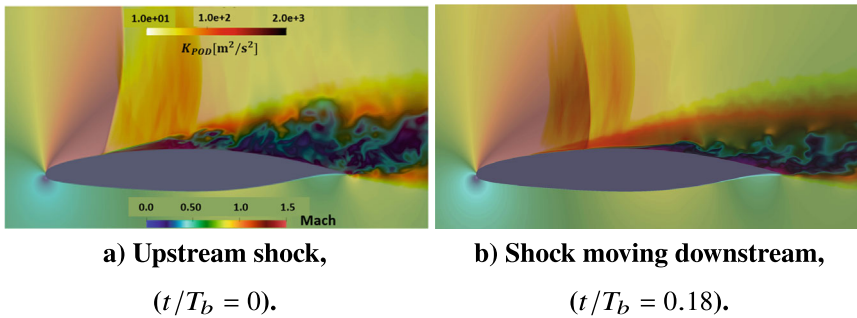 1.0e+01 1.0e+2 2.0e+3
K_POD[m²/s²]
0.0 0.50 1.0 1.5
Mach
a) Upstream shock,
(t/T_b = 0).
b) Shock moving downstream,
(t/T_b = 0.18).